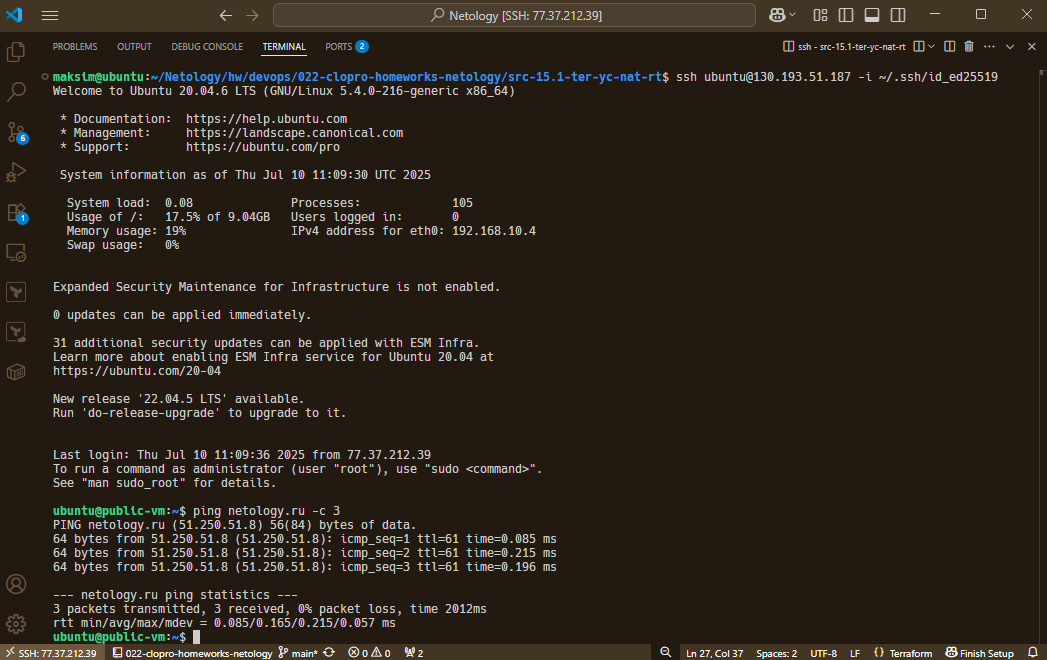 Netology [SSH: 77.37.212.39]
PROBLEMS OUTPUT DEBUG CONSOLE TERMINAL PORTS 2 ssh - src-15.1-ter-yc-nat-rt
maksim@ubuntu:~/Netology/hw/devops/022-clopro-homeworks-netology/src-15.1-ter-yc-nat-rt$ ssh ubuntu@130.193.51.187 -i ~/.ssh/id_ed25519
Welcome to Ubuntu 20.04.6 LTS (GNU/Linux 5.4.0-216-generic x86_64)
* Documentation: https://help.ubuntu.com
* Management: https://landscape.canonical.com
* Support: https://ubuntu.com/pro
System information as of Thu Jul 10 11:09:30 UTC 2025
System load: 0.08 Processes: 105
Usage of /: 17.5% of 9.04GB Users logged in: 0
Memory usage: 19% IPv4 address for eth0: 192.168.10.4
Swap usage: 0%
Expanded Security Maintenance for Infrastructure is not enabled.
0 updates can be applied immediately.
31 additional security updates can be applied with ESM Infra.
Learn more about enabling ESM Infra service for Ubuntu 20.04 at
https://ubuntu.com/20-04
New release '22.04.5 LTS' available.
Run 'do-release-upgrade' to upgrade to it.
Last login: Thu Jul 10 11:09:36 2025 from 77.37.212.39
To run a command as administrator (user "root"), use "sudo <command>".
See "man sudo_root" for details.
ubuntu@public-vm:~$ ping netology.ru -c 3
PING netology.ru (51.250.51.8) 56(84) bytes of data.
64 bytes from 51.250.51.8 (51.250.51.8): icmp_seq=1 ttl=61 time=0.085 ms
64 bytes from 51.250.51.8 (51.250.51.8): icmp_seq=2 ttl=61 time=0.215 ms
64 bytes from 51.250.51.8 (51.250.51.8): icmp_seq=3 ttl=61 time=0.196 ms
--- netology.ru ping statistics ---
3 packets transmitted, 3 received, 0% packet loss, time 2012ms
rtt min/avg/max/mdev = 0.085/0.165/0.215/0.057 ms
ubuntu@public-vm:~$
6
1
SSH: 77.37.212.39 022-clopro-homeworks-netology main* 0 0 2 Ln 27, Col 37 Spaces: 2 UTF-8 LF {} Terraform Finish Setup